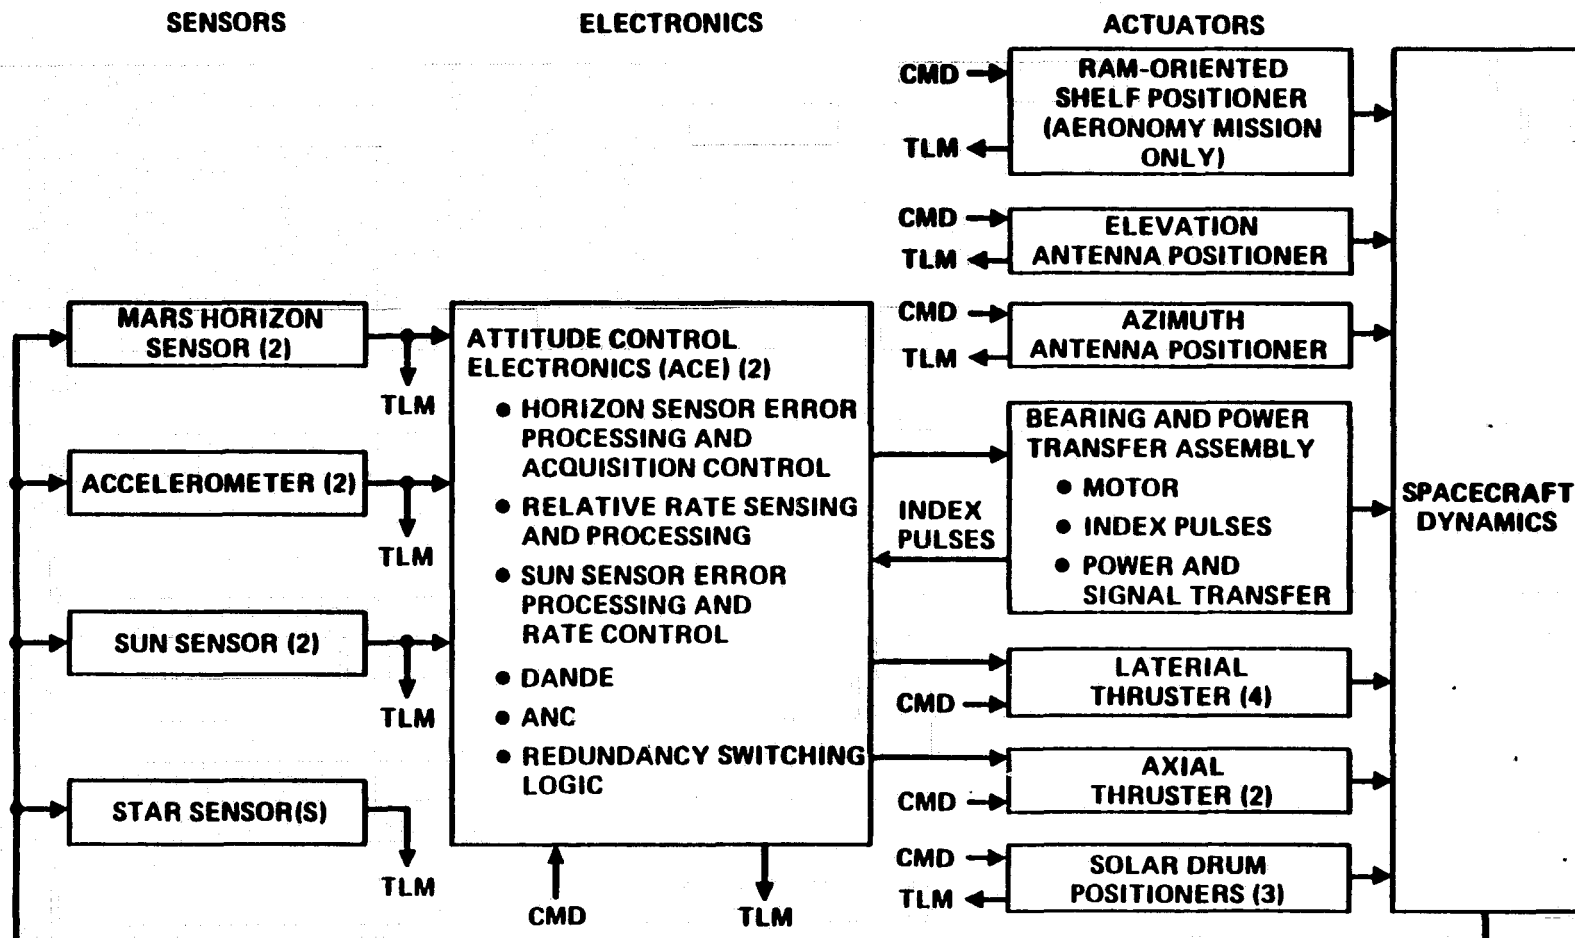 SENSORS
ELECTRONICS
ACTUATORS
CMD
TLM
RAM-ORIENTED
SHELF POSITIONER
(AERONOMY MISSION
ONLY)
CMD
TLM
ELEVATION
ANTENNA POSITIONER
CMD
TLM
AZIMUTH
ANTENNA POSITIONER
MARS HORIZON
SENSOR (2)
TLM
ACCELEROMETER (2)
TLM
SUN SENSOR (2)
TLM
STAR SENSOR(S)
TLM
ATTITUDE CONTROL
ELECTRONICS (ACE) (2)
● HORIZON SENSOR ERROR
PROCESSING AND
ACQUISITION CONTROL
● RELATIVE RATE SENSING
AND PROCESSING
● SUN SENSOR ERROR
PROCESSING AND
RATE CONTROL
● DANDE
● ANC
● REDUNDANCY SWITCHING
LOGIC
CMD
TLM
INDEX
PULSES
BEARING AND POWER
TRANSFER ASSEMBLY
● MOTOR
● INDEX PULSES
● POWER AND
SIGNAL TRANSFER
CMD
LATERIAL
THRUSTER (4)
CMD
AXIAL
THRUSTER (2)
CMD
TLM
SOLAR DRUM
POSITIONERS (3)
SPACECRAFT
DYNAMICS